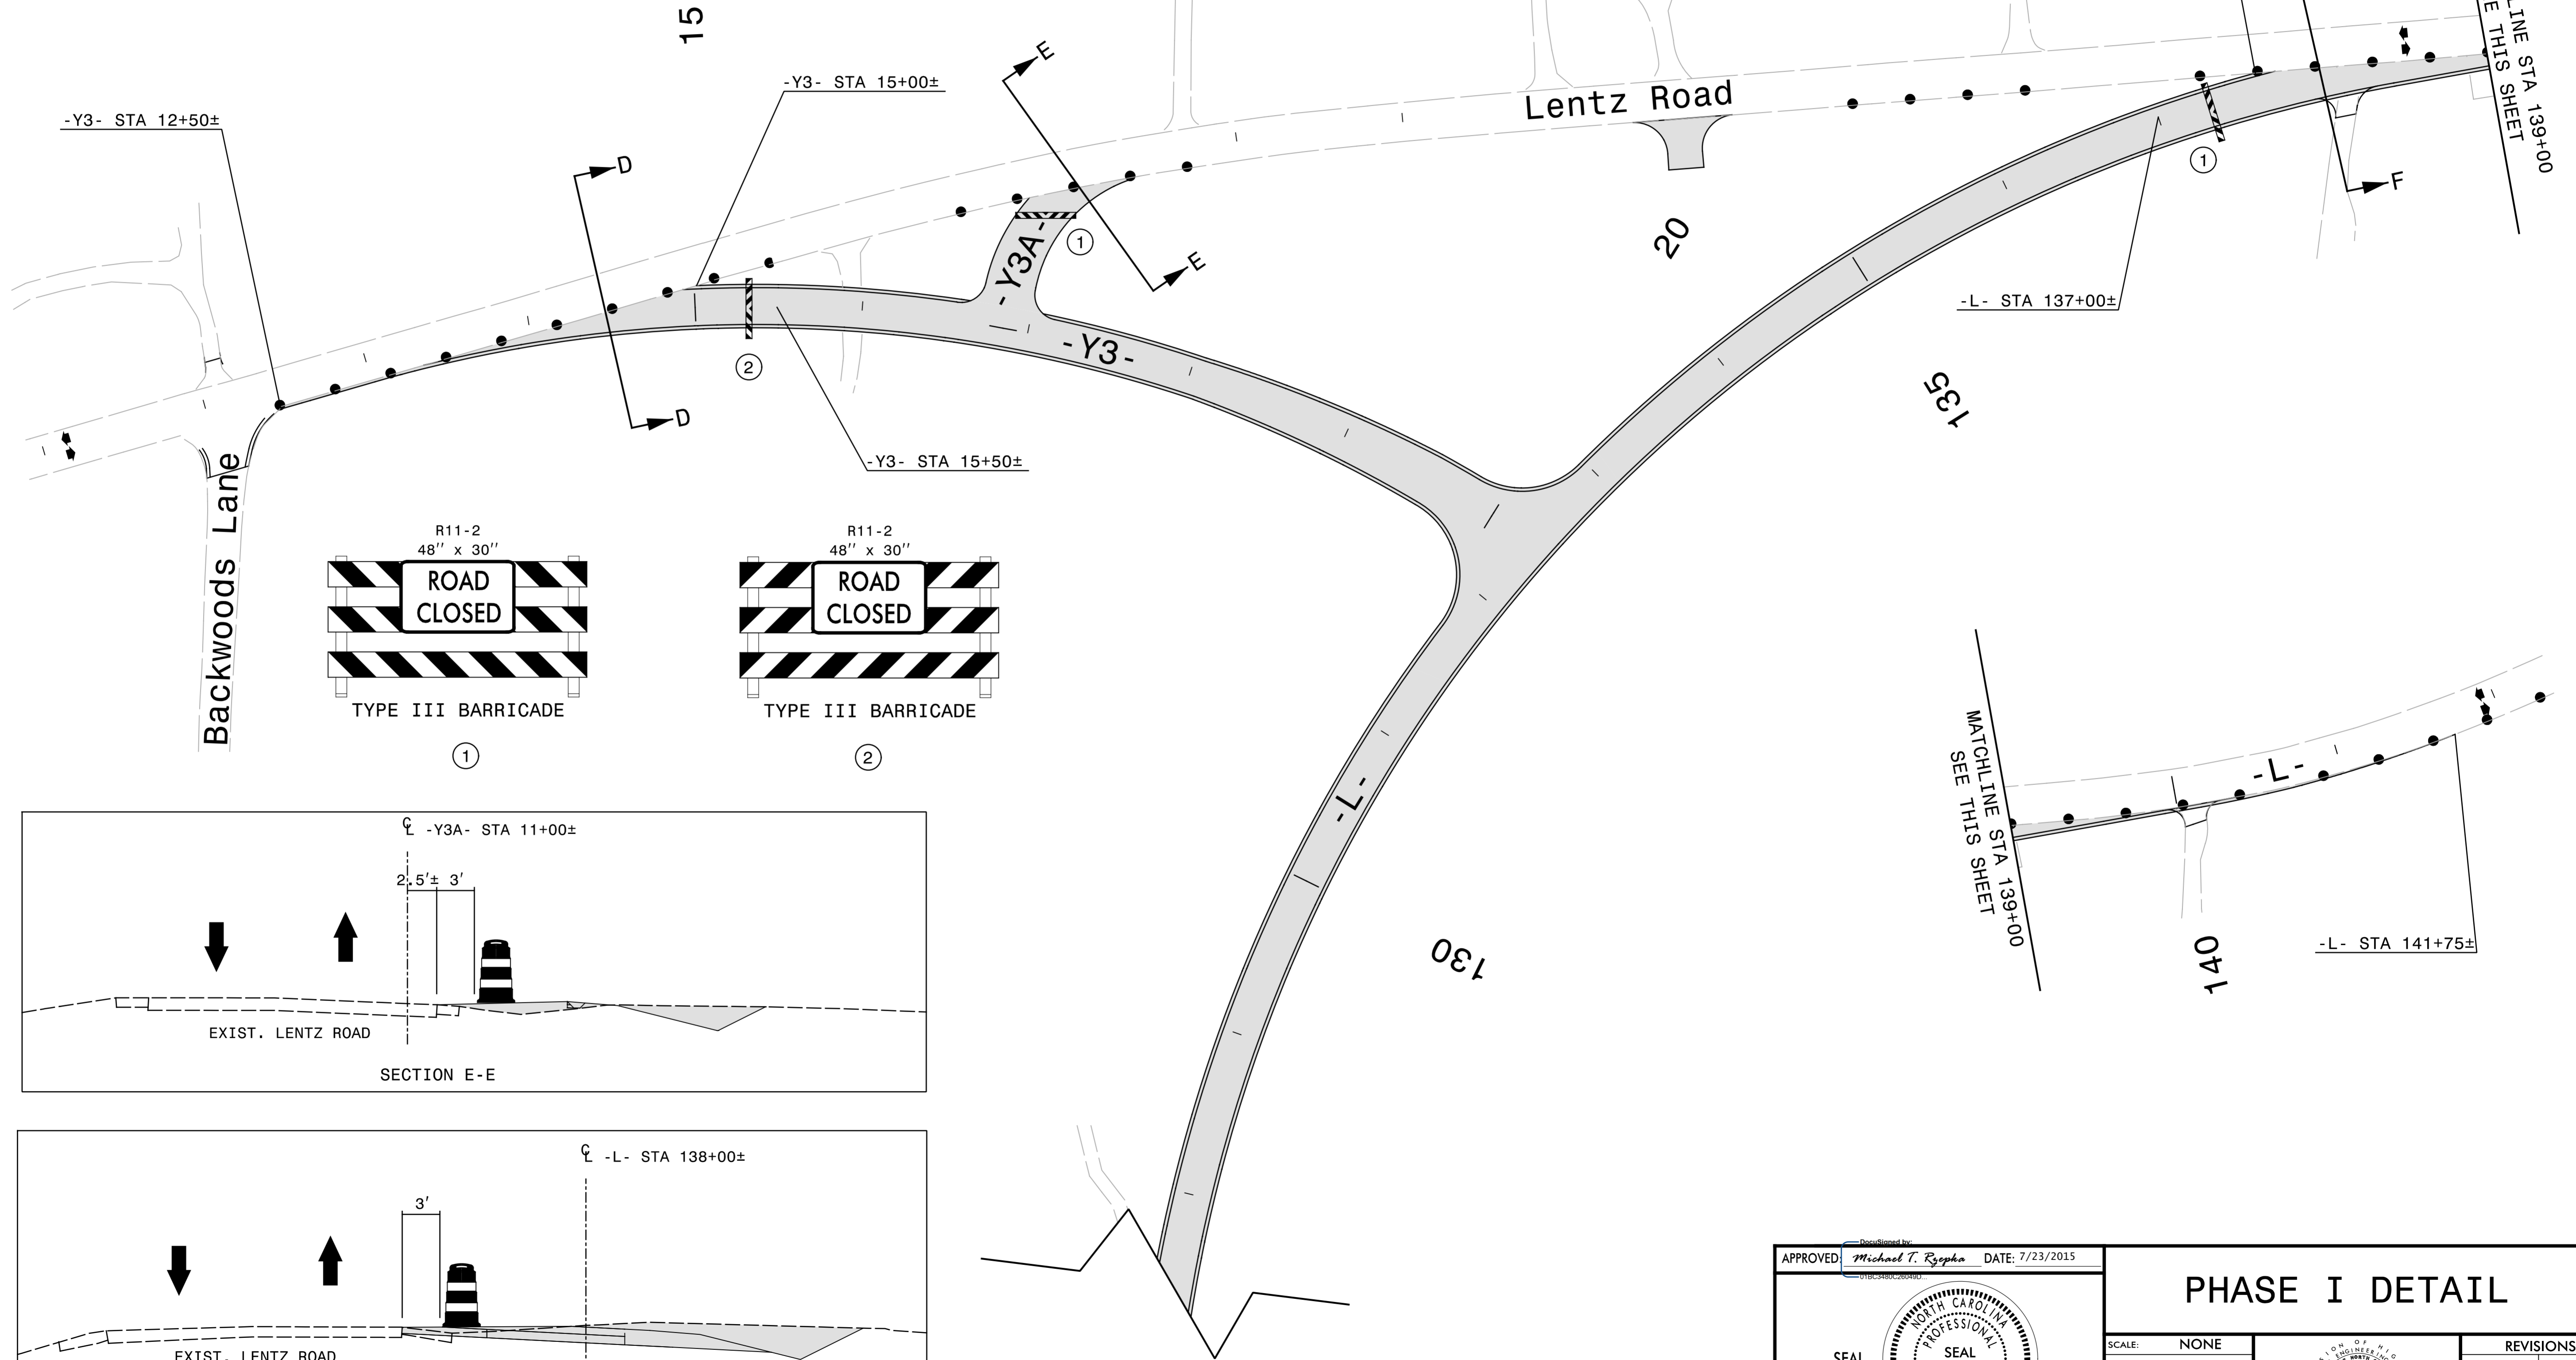 15
-Y3- STA 12+50±
-Y3- STA 15+00±
E
E
D
D
Lentz Road
LINE STA 139+00
E THIS SHEET
1
F
-Y3A-
1
20
-L- STA 137+00±
-Y3-
2
-Y3- STA 15+50±
135
Backwoods Lane
R11-2
48'' x 30''
ROAD
CLOSED
TYPE III BARRICADE
1
R11-2
48'' x 30''
ROAD
CLOSED
TYPE III BARRICADE
2
-L-
130
MATCHLINE STA 139+00
SEE THIS SHEET
-L-
140
-L- STA 141+75±
℄ -Y3A- STA 11+00±
2.5'± 3'
EXIST. LENTZ ROAD
SECTION E-E
℄ -L- STA 138+00±
3'
EXIST. LENTZ ROAD
DocuSigned by:
APPROVED: Michael T. Rzepka DATE: 7/23/2015
NORTH CAROLINA
PROFESSIONAL
SEAL
SEAL
PHASE I DETAIL
SCALE: NONE
REVISIONS